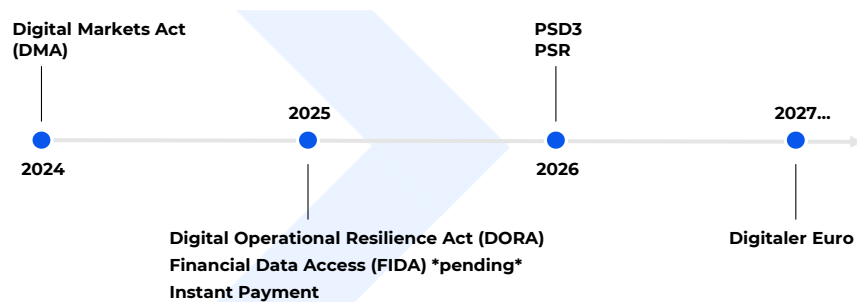 Digital Markets Act
(DMA)
2024
2025
Digital Operational Resilience Act (DORA)
Financial Data Access (FIDA) *pending*
Instant Payment
PSD3
PSR
2026
2027...
Digitaler Euro